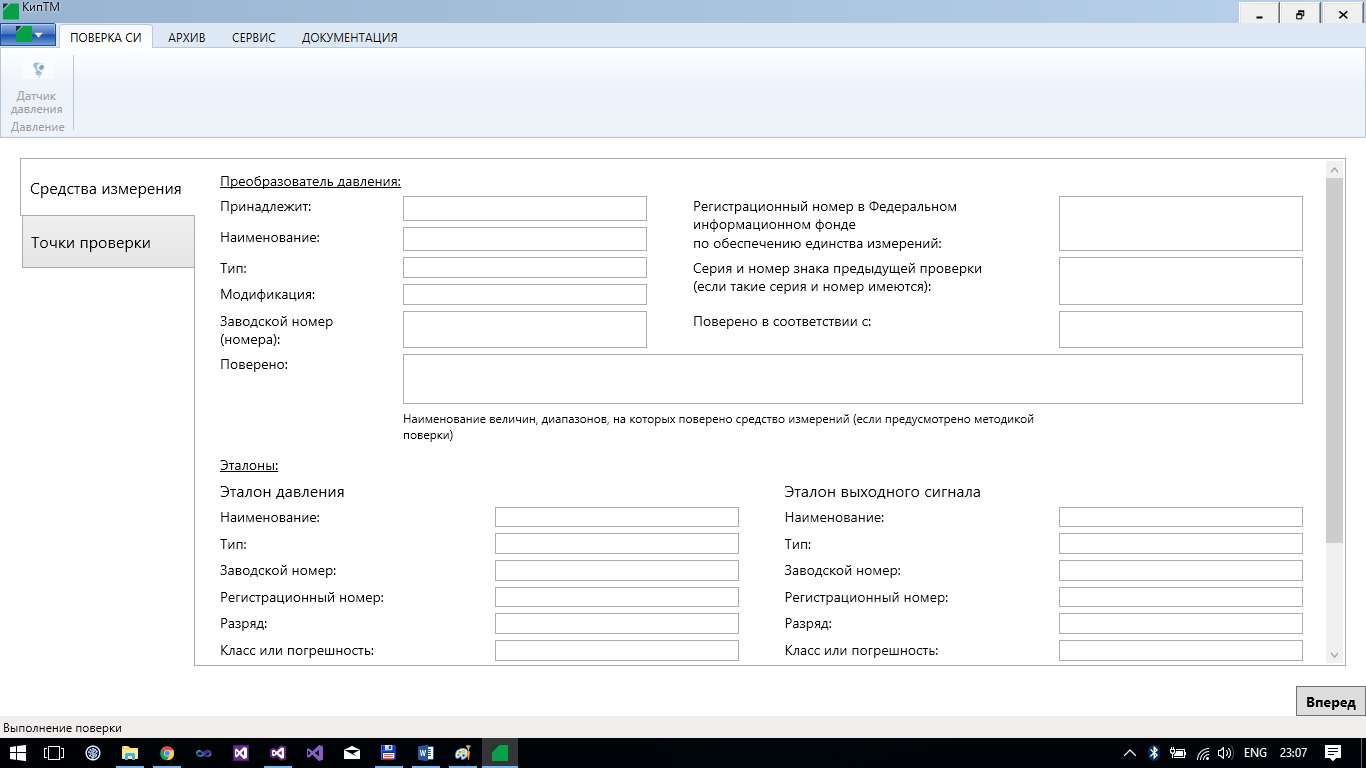 КипТМ
ПОВЕРКА СИ
АРХИВ
СЕРВИС
ДОКУМЕНТАЦИЯ
Датчик
давления
Давление
Средства измерения
Точки проверки
Преобразователь давления:
Принадлежит:
Наименование:
Тип:
Модификация:
Заводской номер
(номера):
Регистрационный номер в Федеральном
информационном фонде
по обеспечению единства измерений:
Серия и номер знака предыдущей проверки
(если такие серия и номер имеются):
Поверено в соответствии с:
Поверено:
Наименование величин, диапазонов, на которых поверено средство измерений (если предусмотрено методикой
поверки)
Эталоны:
Эталон давления
Наименование:
Тип:
Заводской номер:
Регистрационный номер:
Разряд:
Класс или погрешность:
Эталон выходного сигнала
Наименование:
Тип:
Заводской номер:
Регистрационный номер:
Разряд:
Класс или погрешность:
Вперед
Выполнение поверки
ENG
23:07